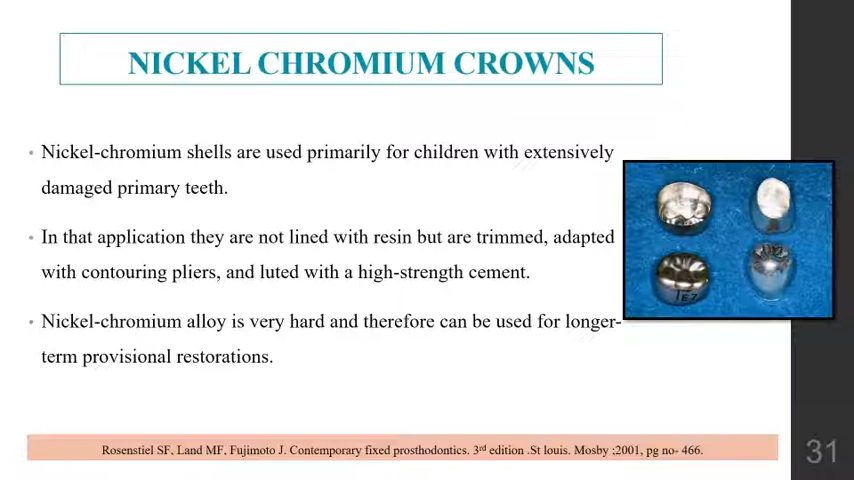 NICKEL CHROMIUM CROWNS
• Nickel-chromium shells are used primarily for children with extensively
damaged primary teeth.
• In that application they are not lined with resin but are trimmed, adapted
with contouring pliers, and luted with a high-strength cement.
• Nickel-chromium alloy is very hard and therefore can be used for longer-
term provisional restorations.
E7
Rosenstiel SF, Land MF, Fujimoto J. Contemporary fixed prosthodontics. 3rd edition .St louis. Mosby ;2001, pg no- 466.
31